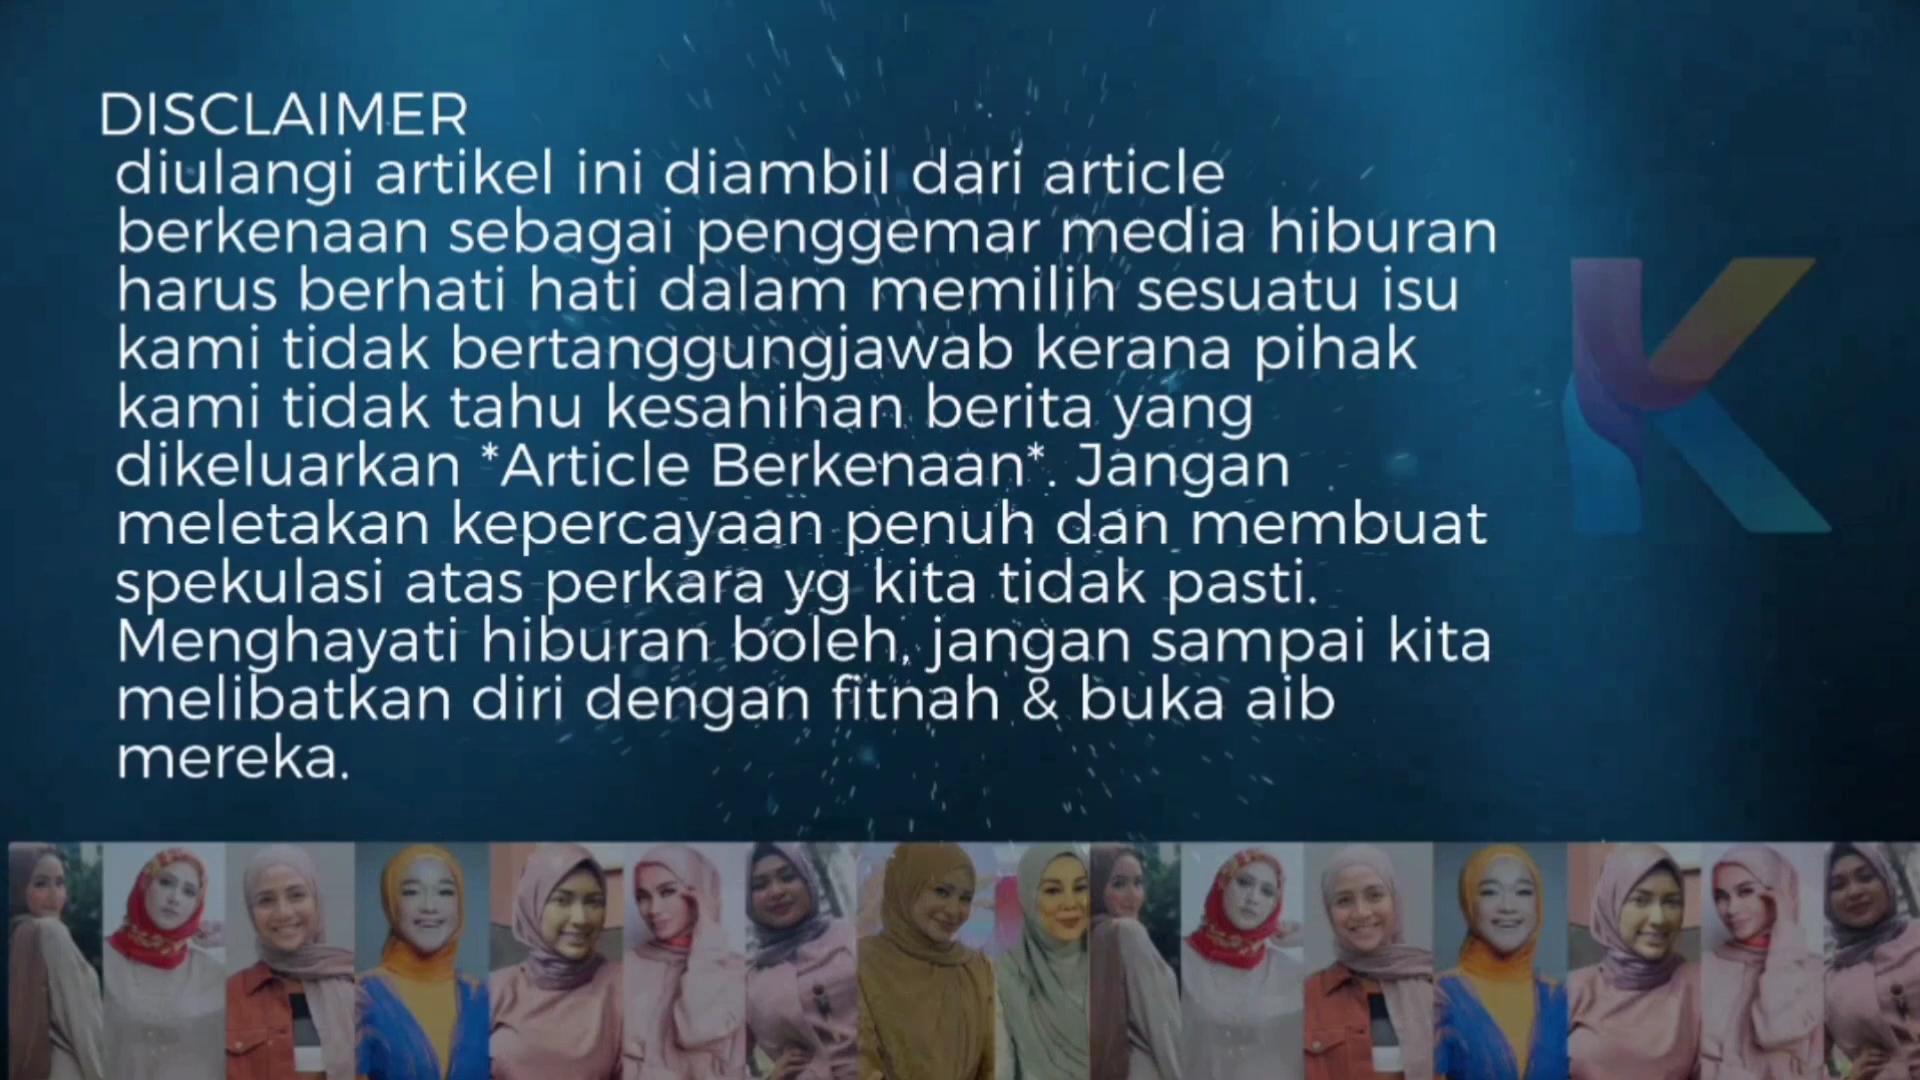 DISCLAIMER
diulangi artikel ini diambil dari article
berkenaan sebagai penggemar media hiburan
harus berhati hati dalam memilih sesuatu isu
kami tidak bertanggungjawab kerana pihak
kami tidak tahu kesahihan berita yang
dikeluarkan *Article Berkenaan*. Jangan
meletakan kepercayaan penuh dan membuat
spekulasi atas perkara yg kita tidak pasti.
Menghayati hiburan boleh, jangan sampai kita
melibatkan diri dengan fitnah & buka aib
mereka.
K